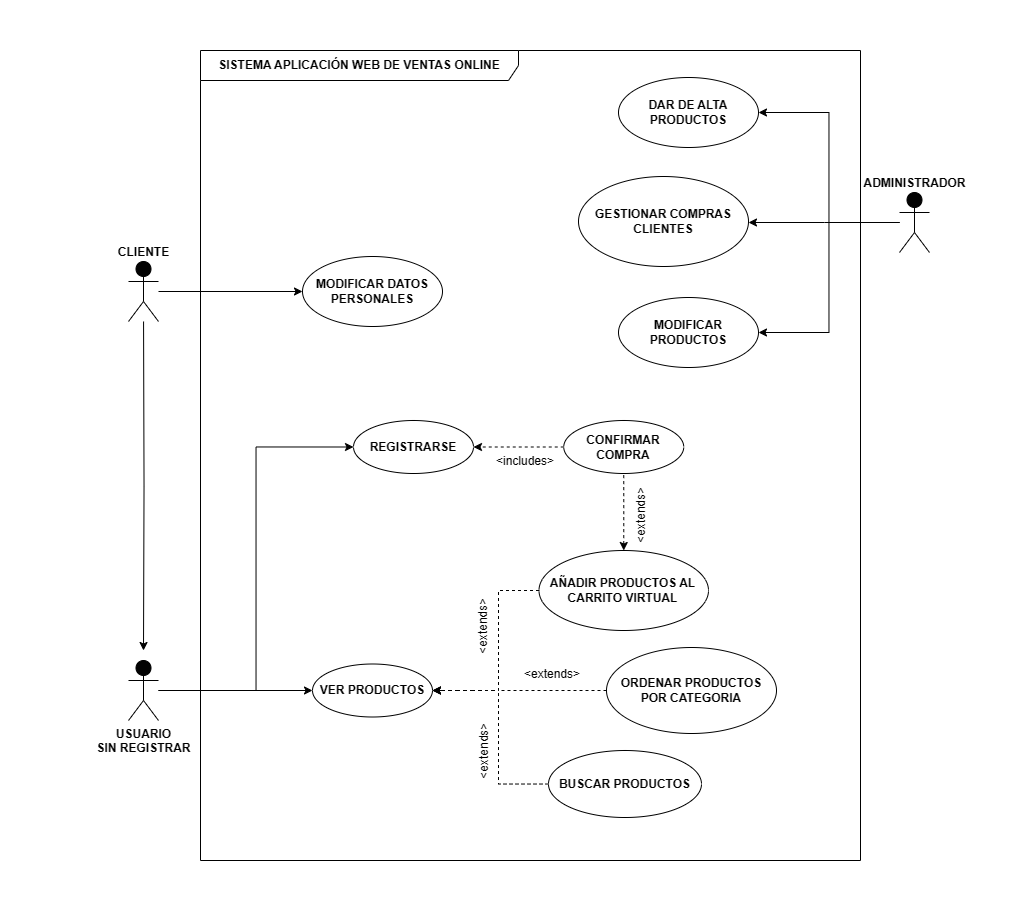 SISTEMA APLICACIÓN WEB DE VENTAS ONLINE
DAR DE ALTA
PRODUCTOS
ADMINISTRADOR
GESTIONAR COMPRAS
CLIENTES
CLIENTE
MODIFICAR DATOS
PERSONALES
MODIFICAR
PRODUCTOS
REGISTRARSE
<includes>
CONFIRMAR
COMPRA
<extends>
AÑADIR PRODUCTOS AL
CARRITO VIRTUAL
<extends>
<extends>
ORDENAR PRODUCTOS
POR CATEGORIA
VER PRODUCTOS
USUARIO
SIN REGISTRAR
<extends>
BUSCAR PRODUCTOS